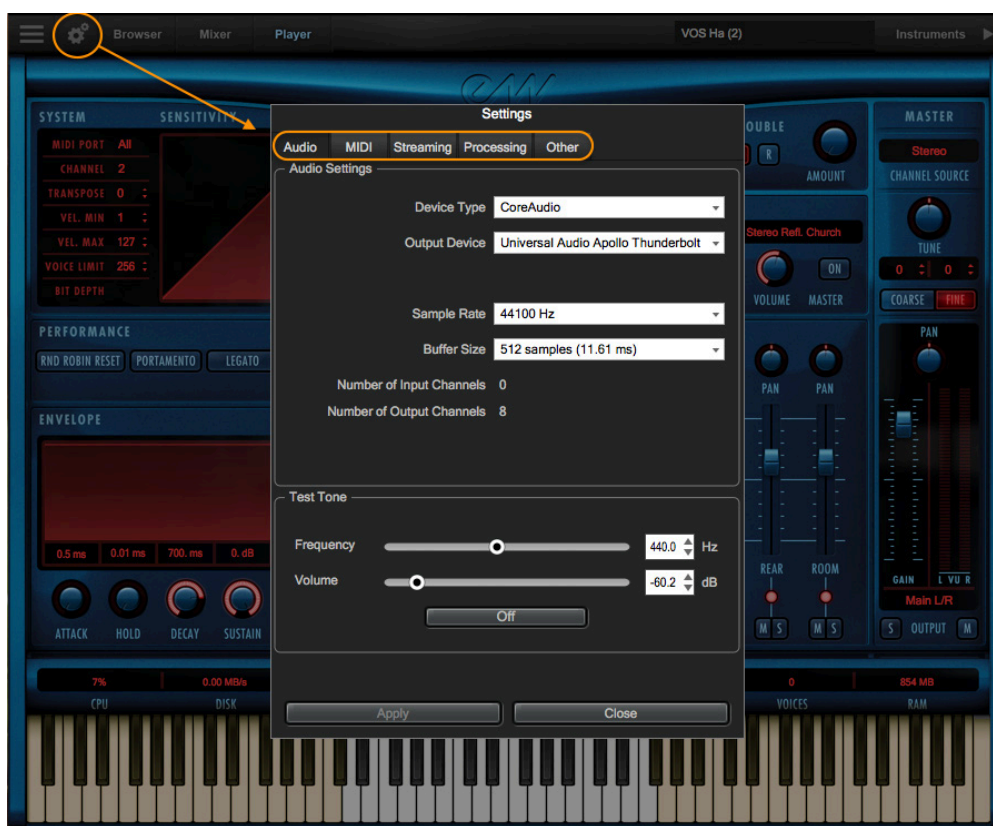 Browser Mixer Player VOS Ha (2) Instruments
SYSTEM SENSITIVITY
MIDI PORT All
CHANNEL 2
TRANSPOSE 0
VEL. MIN 1
VEL. MAX 127
VOICE LIMIT 256
BIT DEPTH
PERFORMANCE
RND ROBIN RESET PORTAMENTO LEGATO
ENVELOPE
0.5 ms 0.01 ms 700. ms 0. dB
ATTACK HOLD DECAY SUSTAIN
Settings
Audio MIDI Streaming Processing Other
Audio Settings
Device Type CoreAudio
Output Device Universal Audio Apollo Thunderbolt
Sample Rate 44100 Hz
Buffer Size 512 samples (11.61 ms)
Number of Input Channels 0
Number of Output Channels 8
Test Tone
Frequency 440.0 Hz
Volume -60.2 dB
Off
Apply Close
R
AMOUNT
Stereo Refl. Church
ON
VOLUME MASTER
PAN PAN
REAR ROOM
M S M S
MASTER
Stereo
CHANNEL SOURCE
TUNE
0 0
COARSE FINE
PAN
GAIN L VU R
Main L/R
S OUTPUT M
7% 0.00 MB/s 0 854 MB
CPU DISK VOICES RAM